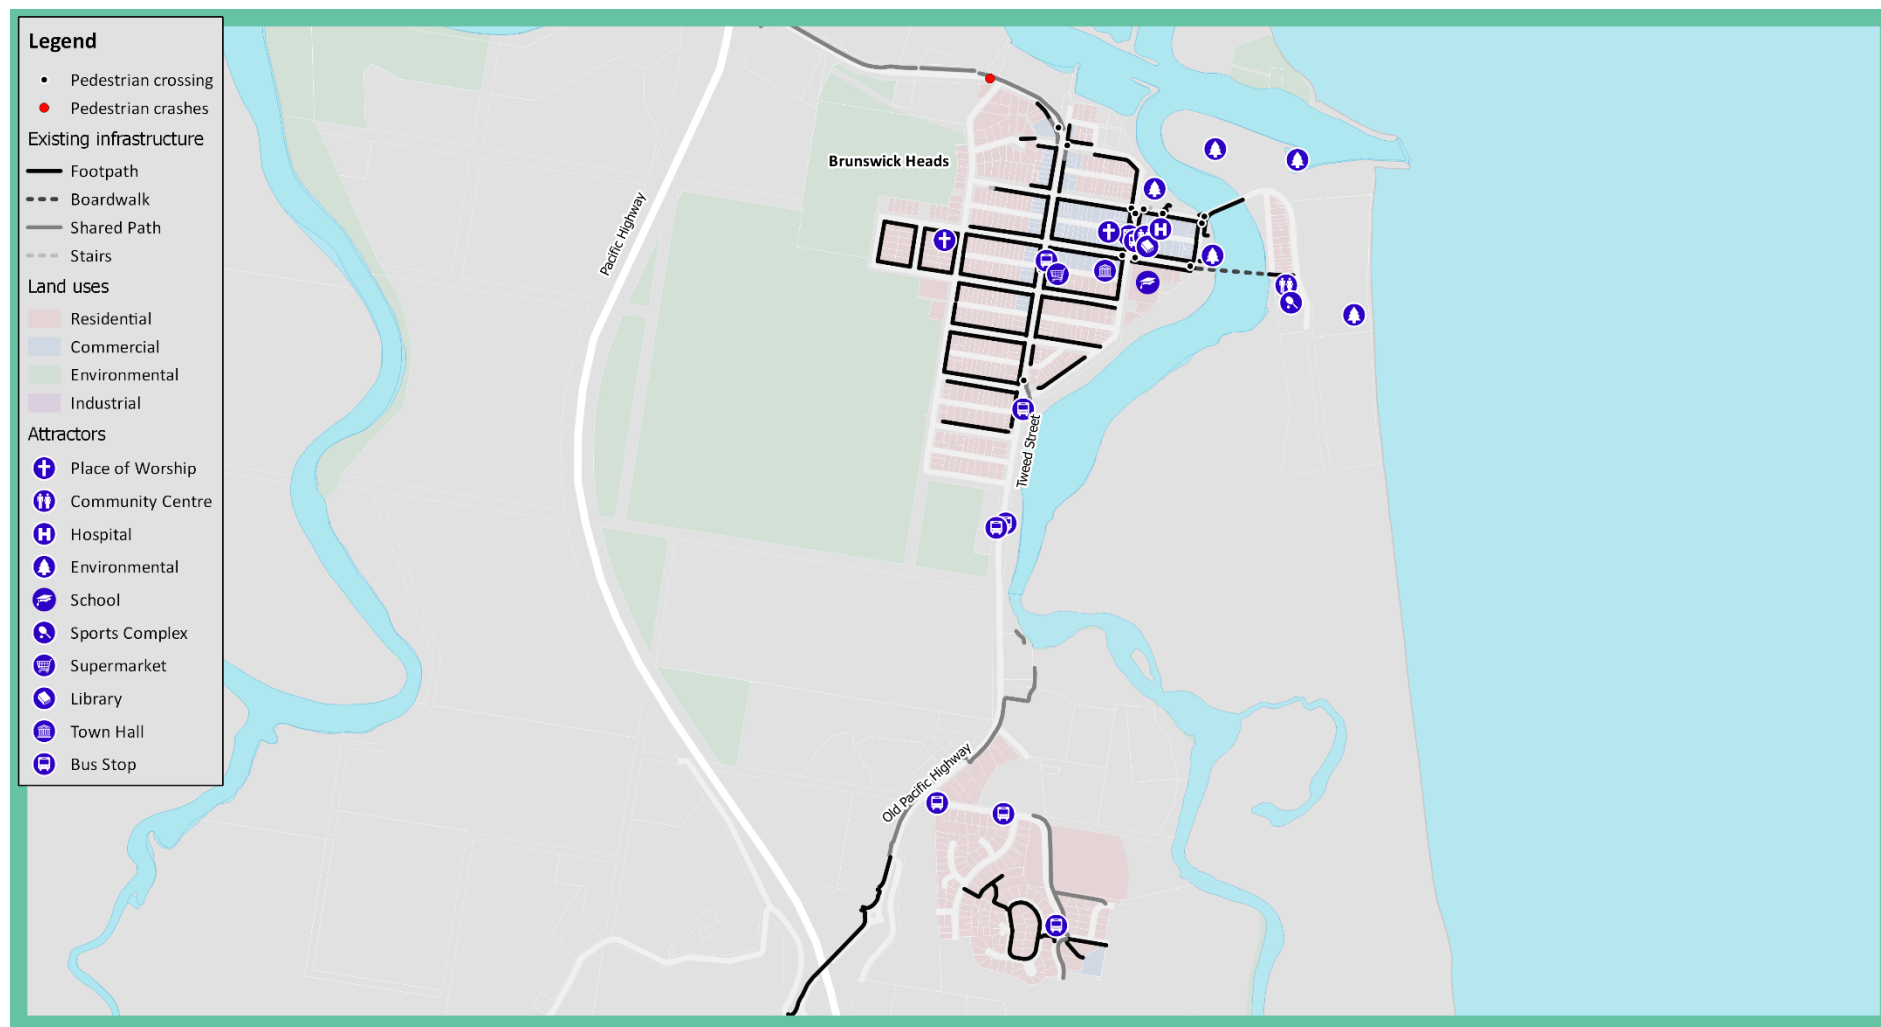 Legend
Pedestrian crossing
Pedestrian crashes
Existing infrastructure
Footpath
Boardwalk
Shared Path
Stairs
Land uses
Residential
Commercial
Environmental
Industrial
Attractors
Place of Worship
Community Centre
Hospital
Environmental
School
Sports Complex
Supermarket
Library
Town Hall
Bus Stop
Brunswick Heads
Pacific Highway
Tweed Street
Old Pacific Highway